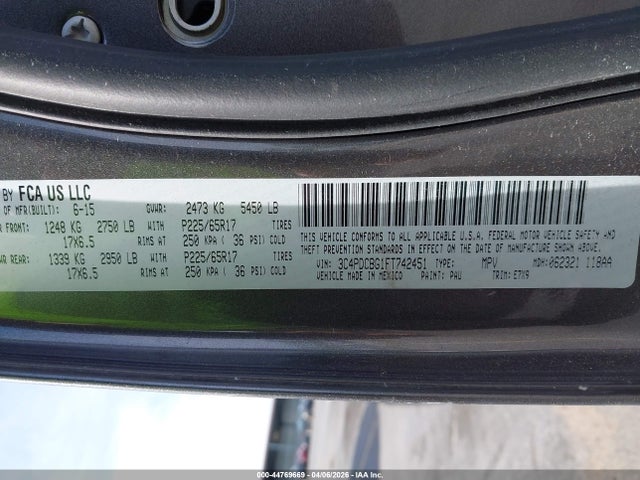 BY FCA US LLC
OF MFR(BUILT): 6-15 GVWR: 2473 KG 5450 LB
FRONT: 1248 KG 2750 LB WITH P225/65R17 TIRES
17X6.5 RIMS AT 250 KPA ( 36 PSI) COLD
REAR: 1339 KG 2950 LB WITH P225/65R17 TIRES
17X6.5 RIMS AT 250 KPA ( 36 PSI) COLD
THIS VEHICLE CONFORMS TO ALL APPLICABLE U.S.A. FEDERAL MOTOR VEHICLE SAFETY, BUMPER, AND
THEFT PREVENTION STANDARDS IN EFFECT ON THE DATE OF MANUFACTURE SHOWN ABOVE.
VIN: 3C4PDCBG1FT742451 TYPE: MPV MDH: 062321 118AA
MADE IN MEXICO PAINT: PAU TRIM: E7X9
000-44769669 04/06/2026 IAA Inc.